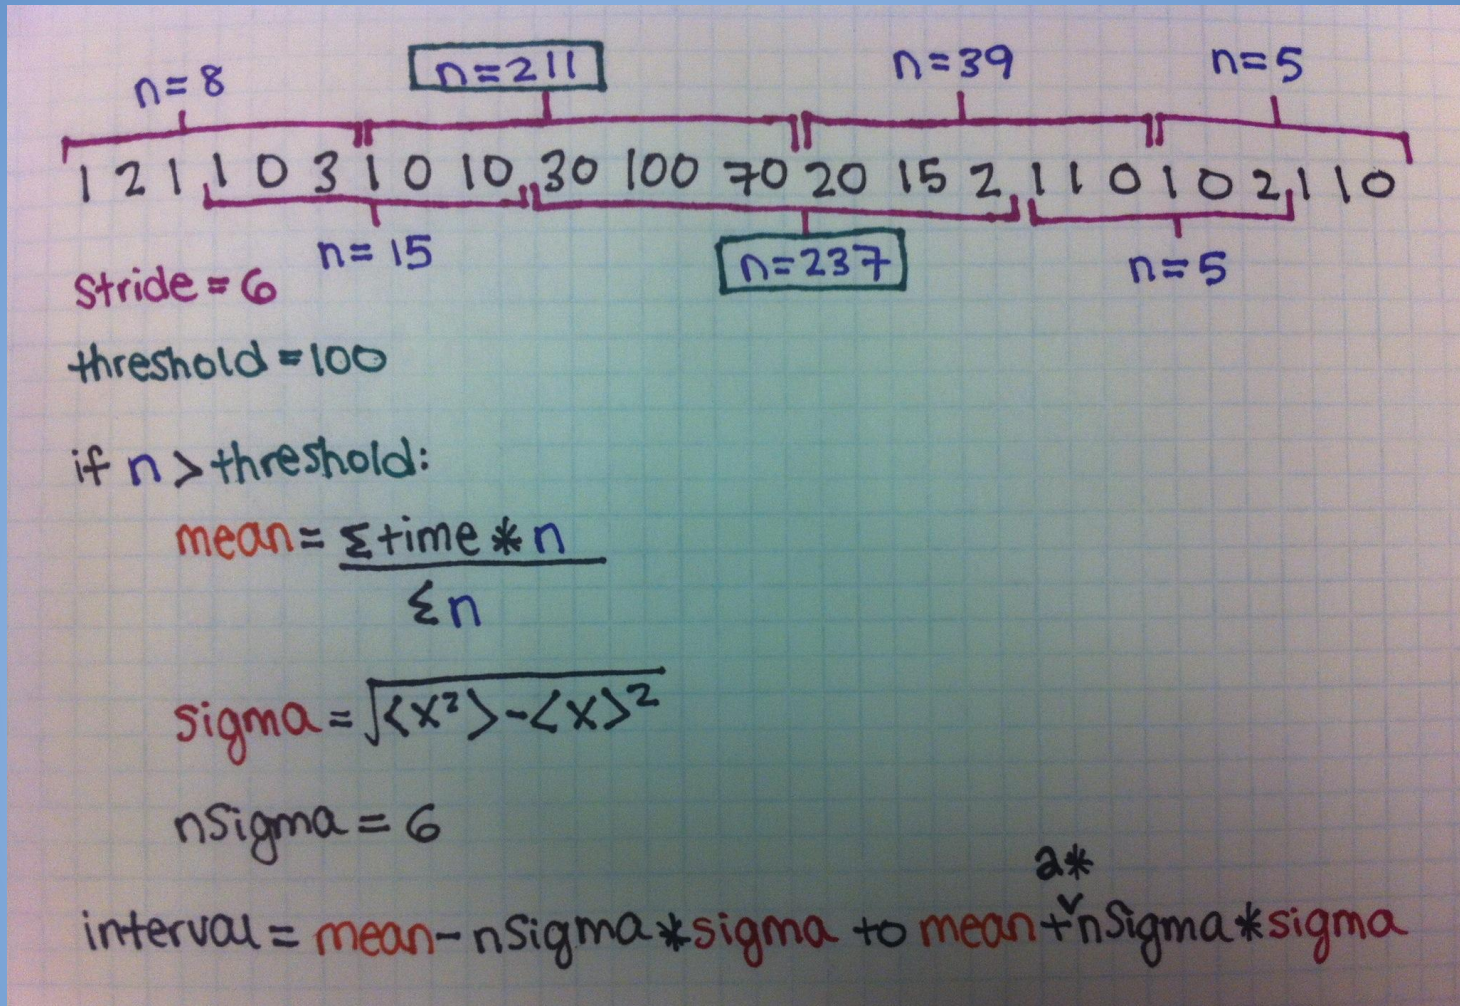 n=8 n=211 n=39 n=5
1 2 1 1 0 3 1 0 10 30 100 70 20 15 2 1 1 0 1 0 2 1 1 0
n=15 n=237 n=5
stride=6
threshold=100
if n>threshold:
mean=Σtime*n
Σn
sigma=√⟨x²⟩-⟨x⟩²
nSigma=6
a*
interval=mean-nSigma*sigma to mean+nSigma*sigma